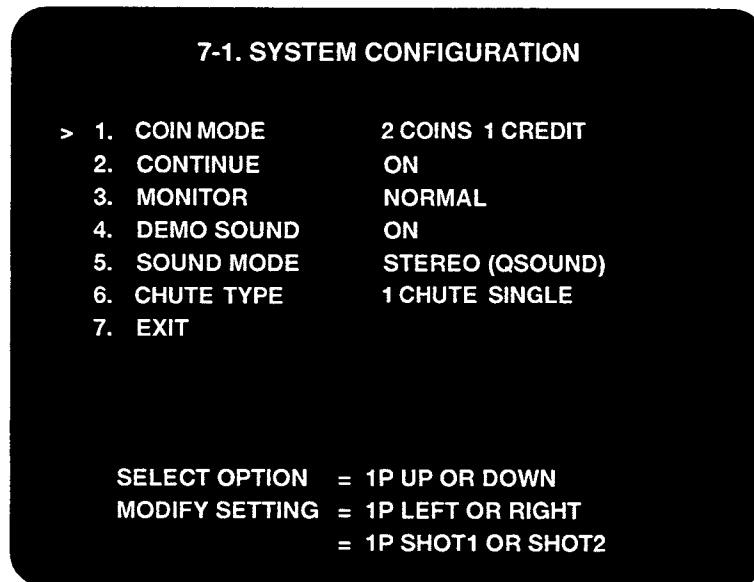 7-1. SYSTEM CONFIGURATION
> 1. COIN MODE 2 COINS 1 CREDIT
2. CONTINUE ON
3. MONITOR NORMAL
4. DEMO SOUND ON
5. SOUND MODE STEREO (QSOUND)
6. CHUTE TYPE 1 CHUTE SINGLE
7. EXIT
SELECT OPTION = 1P UP OR DOWN
MODIFY SETTING = 1P LEFT OR RIGHT
= 1P SHOT1 OR SHOT2